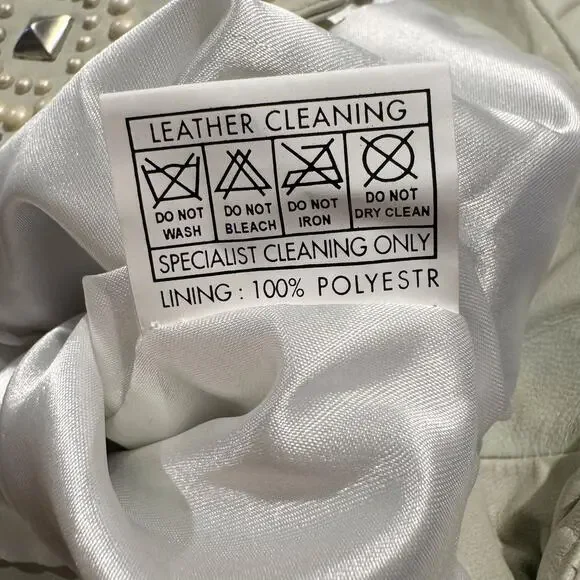 LEATHER CLEANING
DO NOT WASH
DO NOT BLEACH
DO NOT IRON
DO NOT DRY CLEAN
SPECIALIST CLEANING ONLY
LINING : 100% POLYESTR